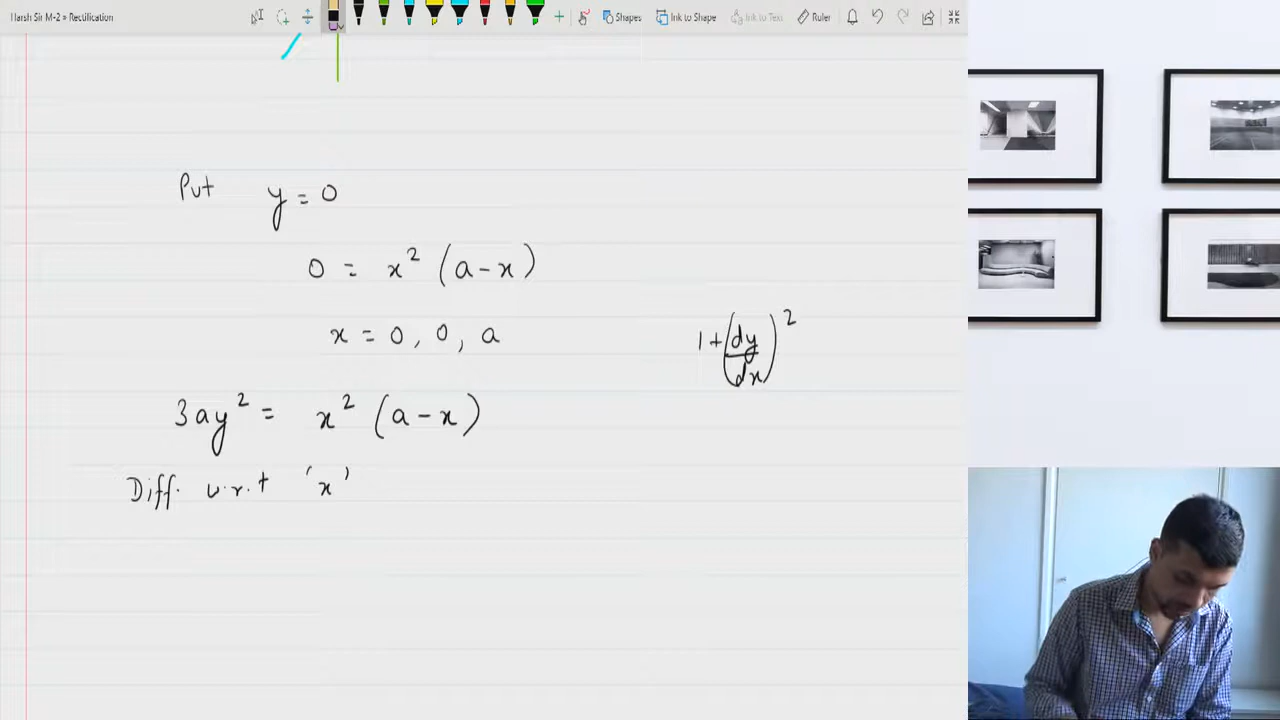 Harsh Sir M-2 » Rectification
Shapes
Ink to Shape
Ink to Text
Ruler
Put y = 0
0 = x² (a - x)
x = 0, 0, a
1 + (dy/dx)²
3ay² = x² (a - x)
Diff. w.r.t 'x'